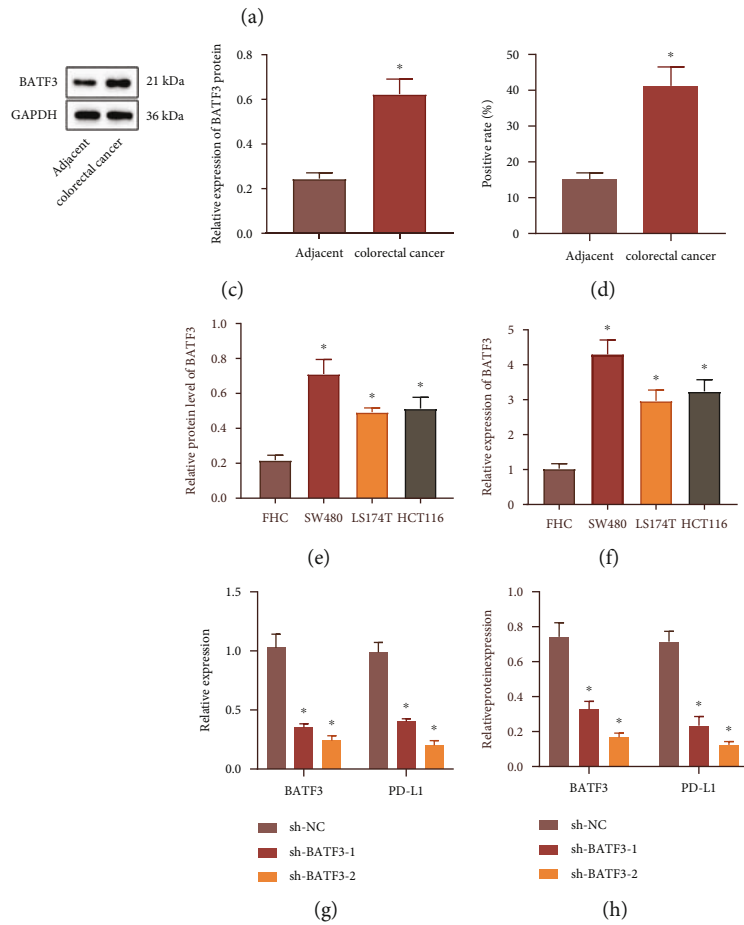 (a)
BATF3
21 kDa
GAPDH
36 kDa
Adjacent
colorectal cancer
Relative expression of BATF3 protein
0.8
0.6
0.4
0.2
0.0
*
Adjacent
colorectal cancer
(c)
Positive rate (%)
50
40
30
20
10
0
*
Adjacent
colorectal cancer
(d)
Relative protein level of BATF3
1.0
0.8
0.6
0.4
0.2
0.0
*
*
*
FHC
SW480
LS174T
HCT116
(e)
Relative expression of BATF3
5
4
3
2
1
0
*
*
*
FHC
SW480
LS174T
HCT116
(f)
Relative expression
1.5
1.0
0.5
0.0
*
*
*
*
BATF3
PD-L1
sh-NC
sh-BATF3-1
sh-BATF3-2
(g)
Relativeproteinexpression
1.0
0.8
0.6
0.4
0.2
0.0
*
*
*
*
BATF3
PD-L1
sh-NC
sh-BATF3-1
sh-BATF3-2
(h)